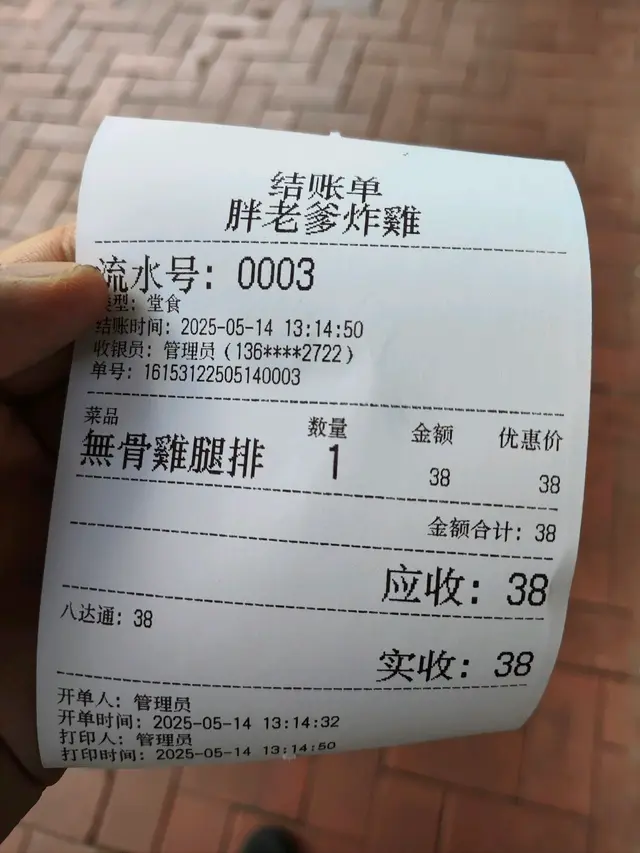 结账单
胖老爹炸雞
流水号: 0003
类型: 堂食
结账时间: 2025-05-14 13:14:50
收银员: 管理员(136****2722)
单号: 16153122505140003
菜品 数量 金额 优惠价
無骨雞腿排 1 38 38
金额合计: 38
应收: 38
八达通: 38
实收: 38
开单人: 管理员
开单时间: 2025-05-14 13:14:32
打印人: 管理员
打印时间: 2025-05-14 13:14:50